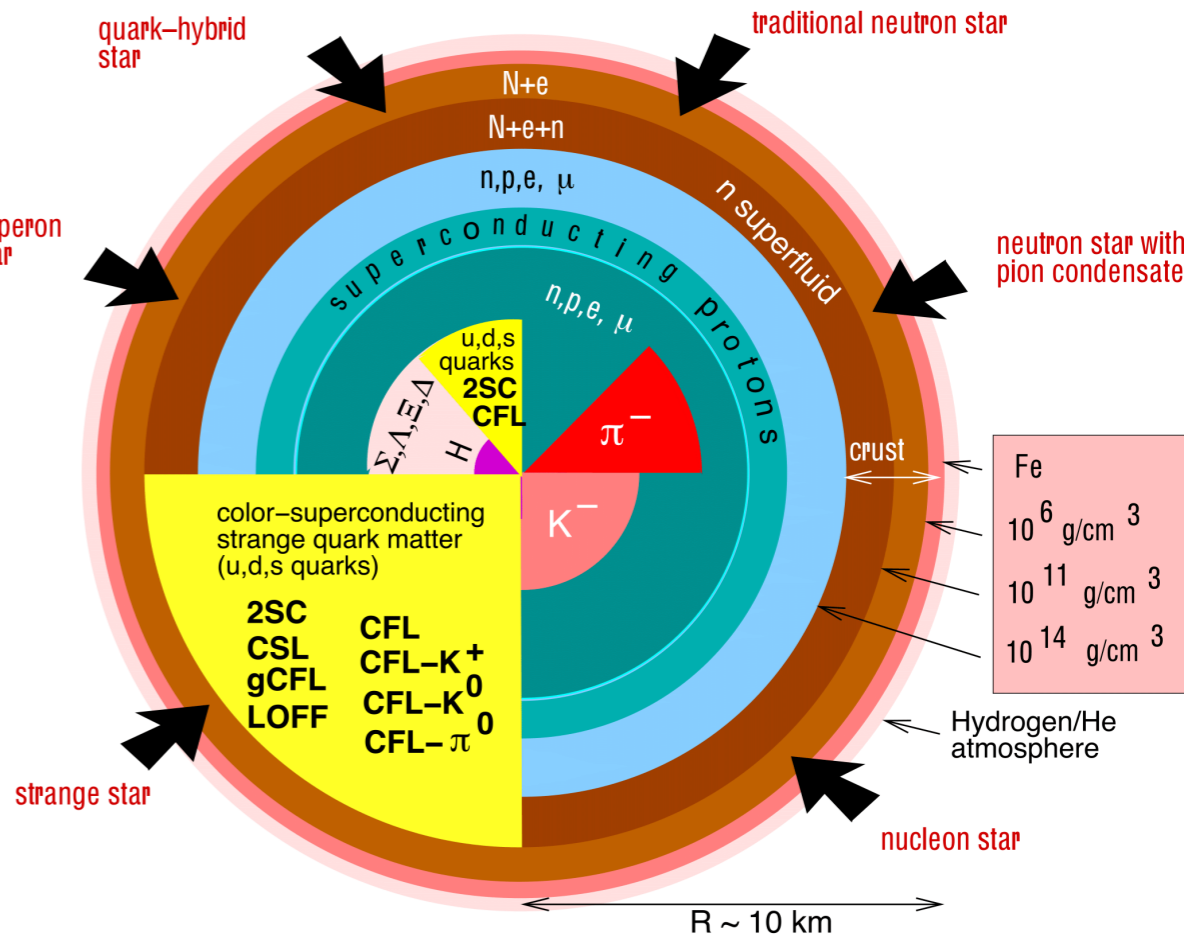 quark–hybrid
star
traditional neutron star
N+e
N+e+n
n,p,e, μ
n superfluid
neutron star with
pion condensate
superconducting protons
n,p,e, μ
u,d,s
quarks
2SC
CFL
Σ,Λ,Ξ,Δ
H
π⁻
K⁻
crust
Fe
10⁶ g/cm³
10¹¹ g/cm³
10¹⁴ g/cm³
Hydrogen/He
atmosphere
color–superconducting
strange quark matter
(u,d,s quarks)
2SC
CSL
gCFL
LOFF
CFL
CFL–K⁺
CFL–K⁰
CFL–π⁰
strange star
nucleon star
R ~ 10 km